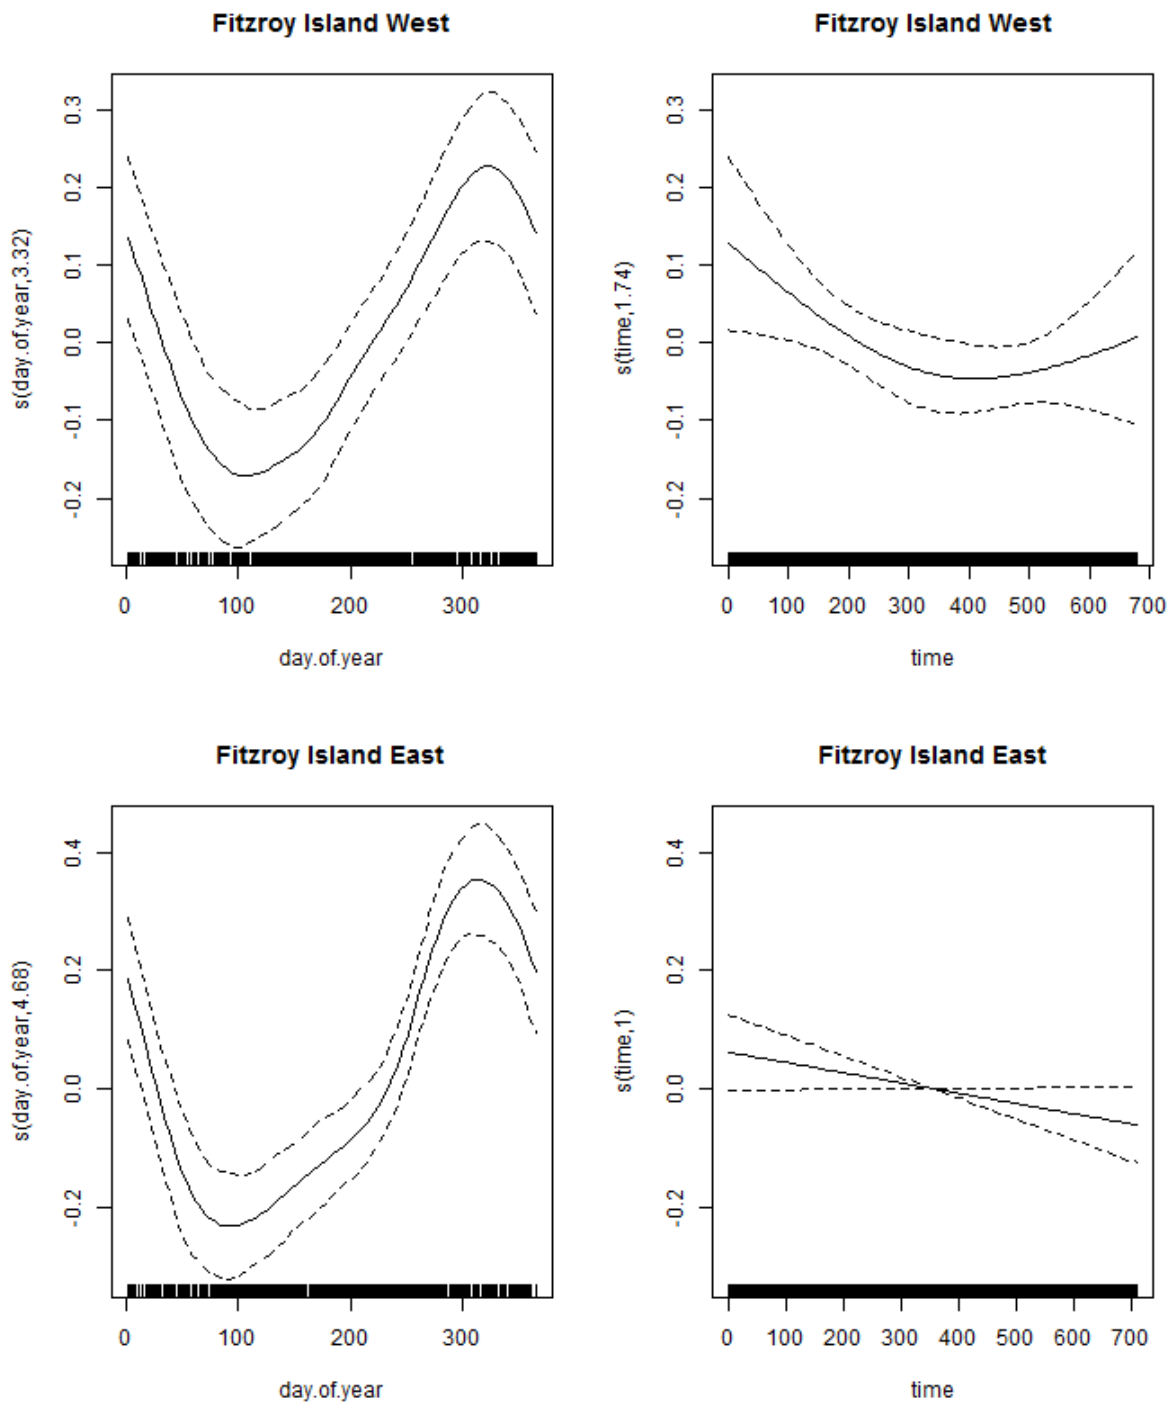 Fitzroy Island West
s(day.of.year,3.32)
0.3
0.2
0.1
0.0
-0.1
-0.2
0 100 200 300
day.of.year
Fitzroy Island West
s(time,1.74)
0.3
0.2
0.1
0.0
-0.1
-0.2
0 100 200 300 400 500 600 700
time
Fitzroy Island East
s(day.of.year,4.68)
0.4
0.2
0.0
-0.2
0 100 200 300
day.of.year
Fitzroy Island East
s(time,1)
0.4
0.2
0.0
-0.2
0 100 200 300 400 500 600 700
time